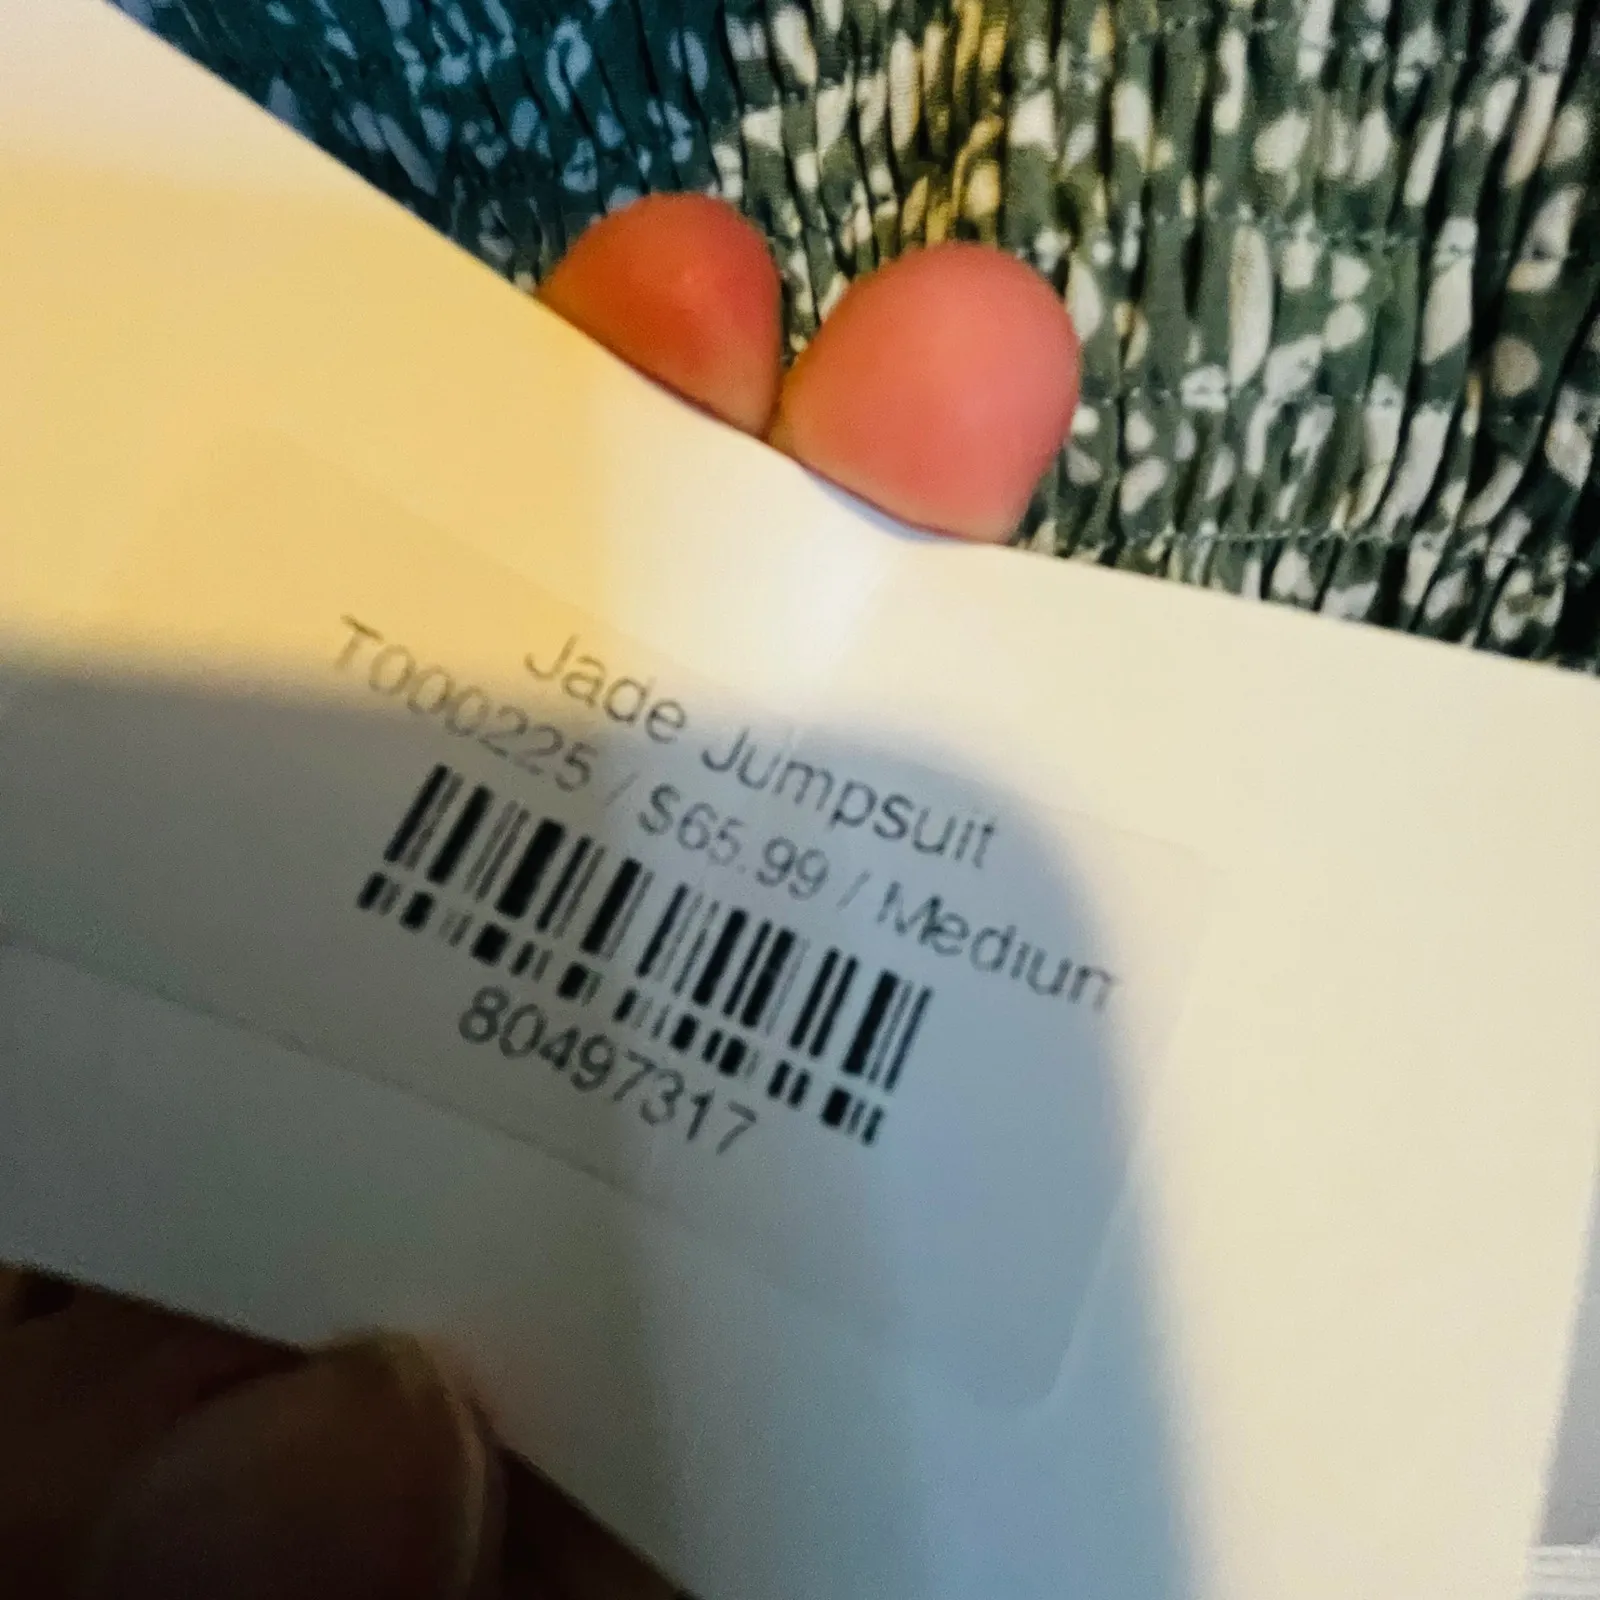 Jade Jumpsuit
T000225 / $65.99 / Medium
80497317